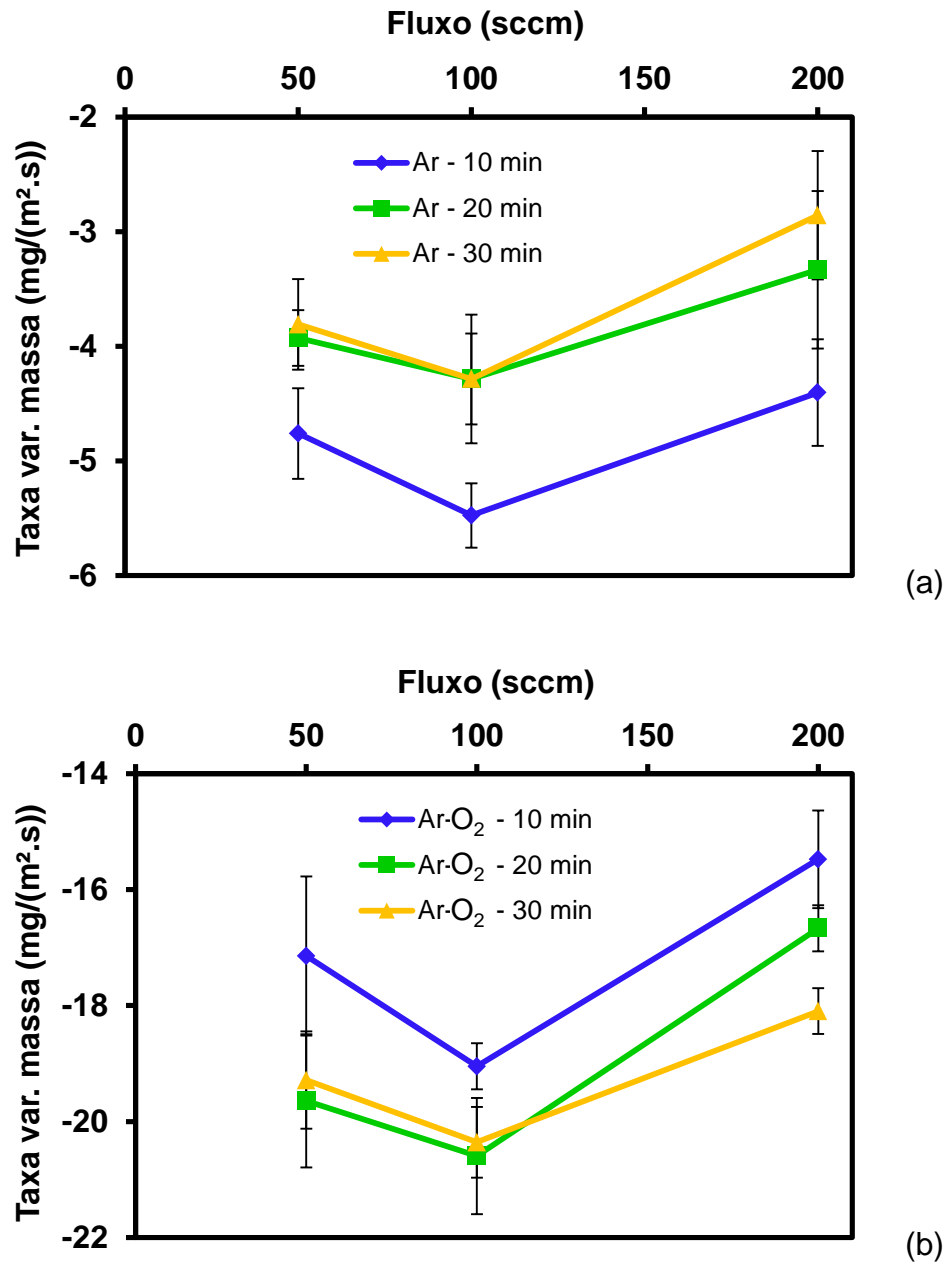 Fluxo (sccm)
0 50 100 150 200
Taxa var. massa (mg/(m².s))
-2
-3
-4
-5
-6
Ar - 10 min
Ar - 20 min
Ar - 30 min
(a)
Fluxo (sccm)
0 50 100 150 200
Taxa var. massa (mg/(m².s))
-14
-16
-18
-20
-22
Ar-O₂ - 10 min
Ar-O₂ - 20 min
Ar-O₂ - 30 min
(b)